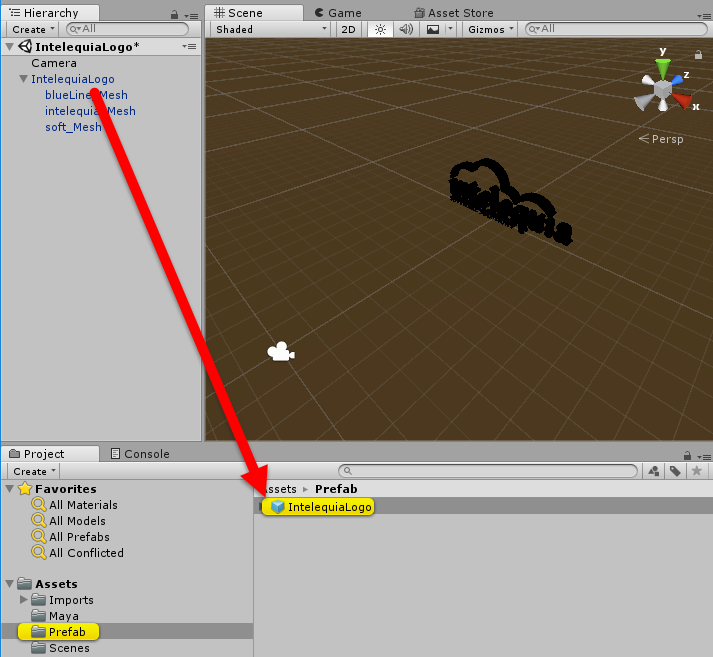 Hierarchy
Create
All
IntelequiaLogo*
Camera
IntelequiaLogo
blueLine_Mesh
intelequia_Mesh
soft_Mesh
Scene
Game
Asset Store
Shaded
2D
Gizmos
All
y
z
x
Persp
Project
Console
Create
Favorites
All Materials
All Models
All Prefabs
All Conflicted
Assets
Imports
Maya
Prefab
Scenes
Assets ▸ Prefab
IntelequiaLogo